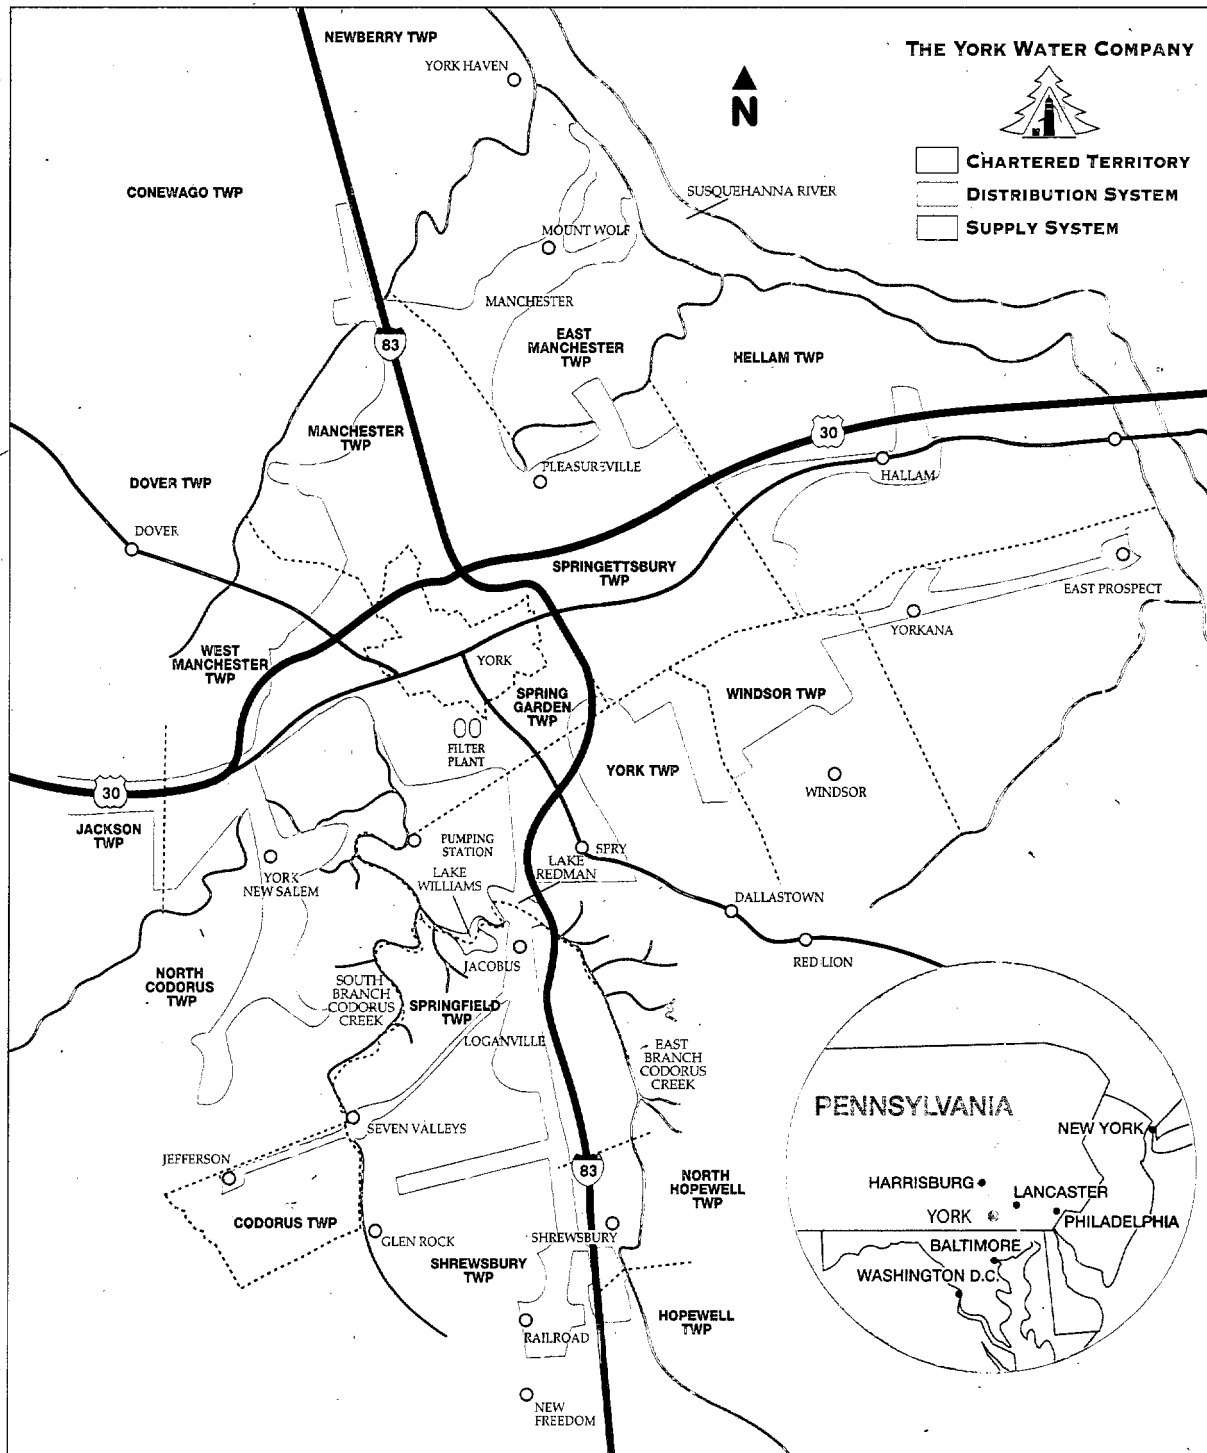 NEWBERRY TWP
YORK HAVEN
THE YORK WATER COMPANY
N
CHARTERED TERRITORY
DISTRIBUTION SYSTEM
SUPPLY SYSTEM
CONEWAGO TWP
SUSQUEHANNA RIVER
MOUNT WOLF
MANCHESTER
EAST
MANCHESTER
TWP
83
HELLAM TWP
MANCHESTER
TWP
30
PLEASUREVILLE
HALLAM
DOVER TWP
DOVER
SPRINGETTSBURY
TWP
EAST PROSPECT
YORKANA
WEST
MANCHESTER
TWP
YORK
SPRING
GARDEN
TWP
WINDSOR TWP
FILTER
PLANT
YORK TWP
WINDSOR
30
JACKSON
TWP
PUMPING
STATION
SPRY
YORK
NEW SALEM
LAKE
WILLIAMS
LAKE
REDMAN
DALLASTOWN
RED LION
JACOBUS
NORTH
CODORUS
TWP
SOUTH
BRANCH
CODORUS
CREEK
SPRINGFIELD
TWP
LOGANVILLE
EAST
BRANCH
CODORUS
CREEK
SEVEN VALLEYS
JEFFERSON
83
NORTH
HOPEWELL
TWP
CODORUS TWP
GLEN ROCK
SHREWSBURY
SHREWSBURY
TWP
HOPEWELL
TWP
RAILROAD
NEW
FREEDOM
PENNSYLVANIA
NEW YORK
HARRISBURG
LANCASTER
YORK
PHILADELPHIA
BALTIMORE
WASHINGTON D.C.